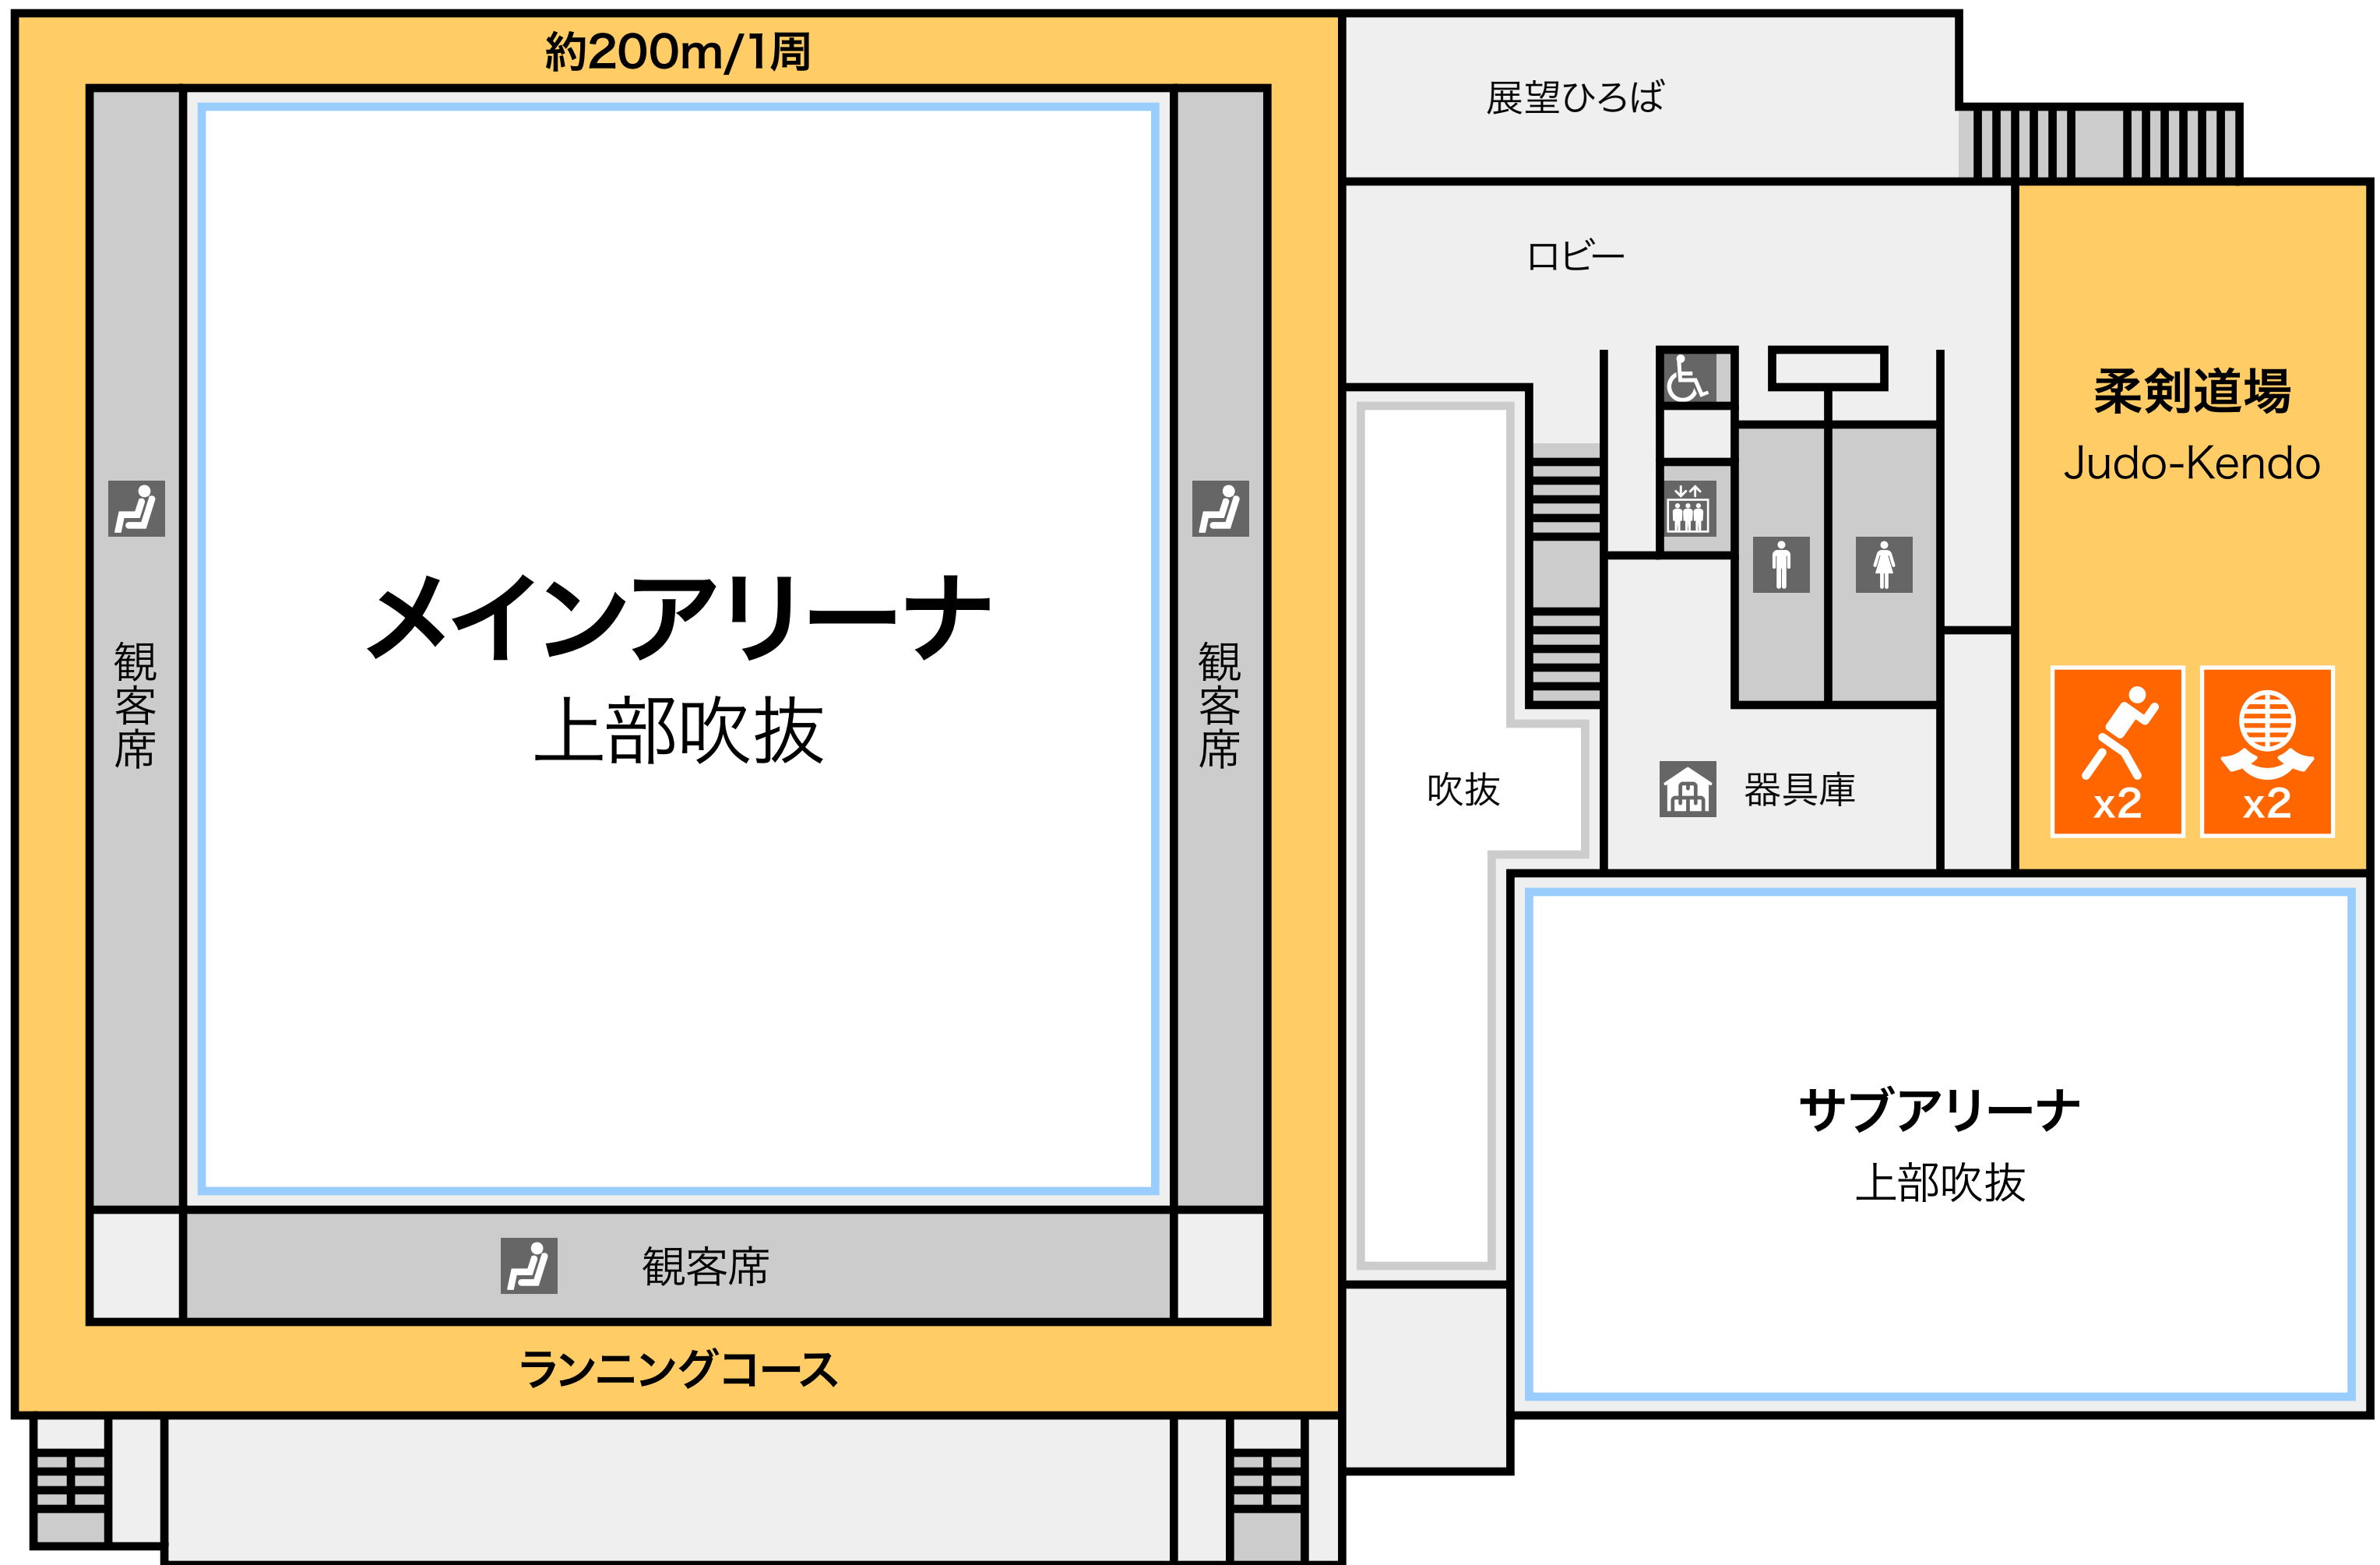 約200m/1周
展望ひろば
ロビー
柔剣道場
Judo-Kendo
観客席
メインアリーナ
上部吹抜
観客席
吹抜
器具庫
x2
x2
サブアリーナ
上部吹抜
観客席
ランニングコース